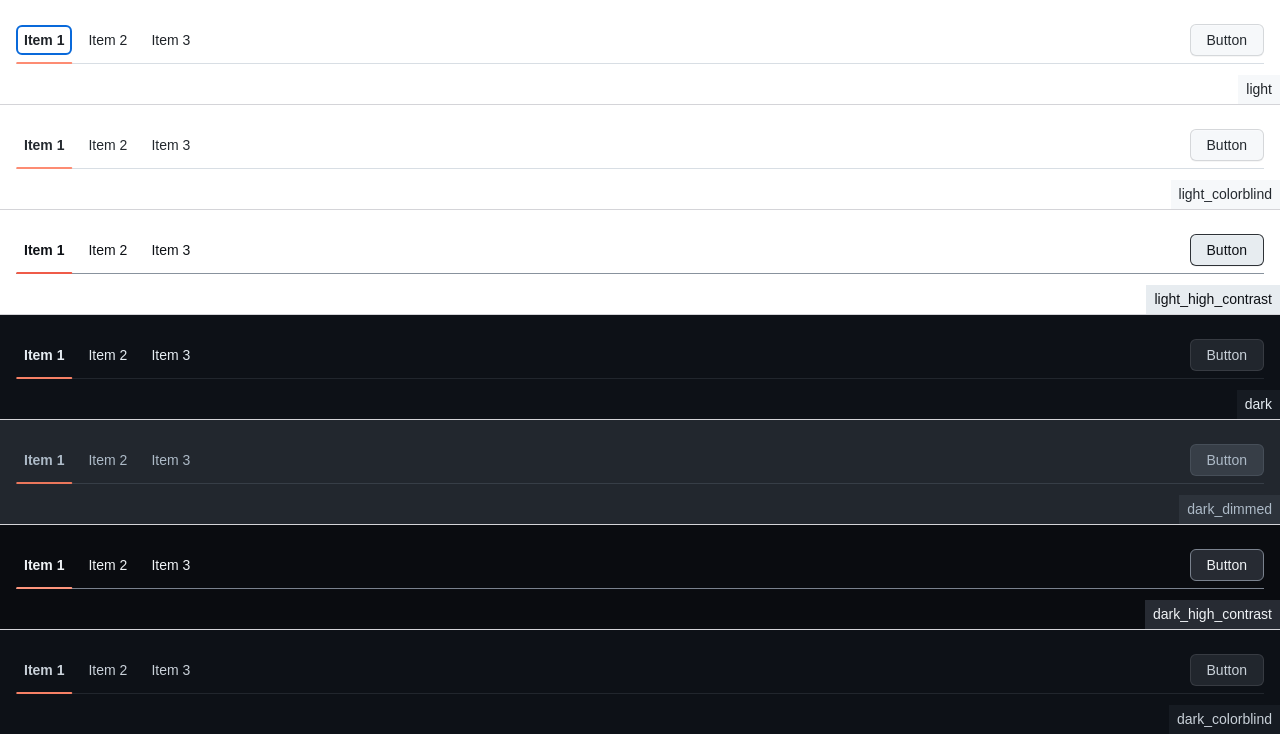 Item 1 Item 2 Item 3 Button
light
Item 1 Item 2 Item 3 Button
light_colorblind
Item 1 Item 2 Item 3 Button
light_high_contrast
Item 1 Item 2 Item 3 Button
dark
Item 1 Item 2 Item 3 Button
dark_dimmed
Item 1 Item 2 Item 3 Button
dark_high_contrast
Item 1 Item 2 Item 3 Button
dark_colorblind